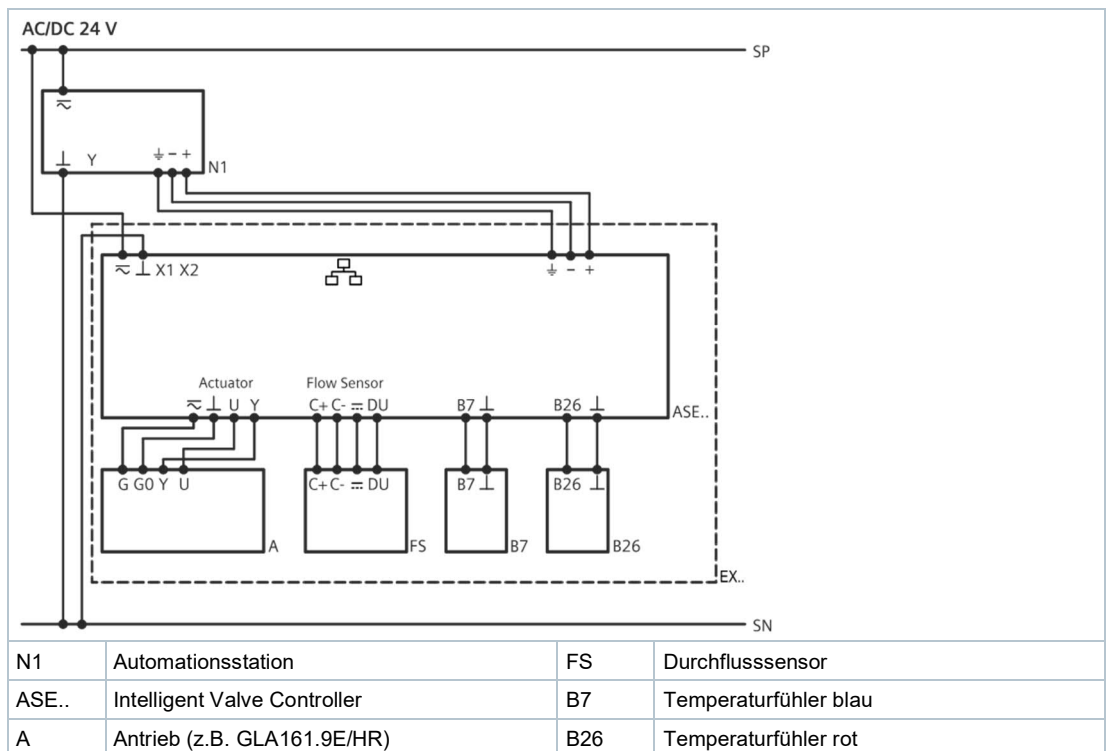 AC/DC 24 V
SP
≂
⊥ Y ⏚ – +
N1
≂ ⊥ X1 X2 ⏚ – +
Actuator Flow Sensor
≂ ⊥ U Y C+ C- ⎓ DU B7 ⊥ B26 ⊥
ASE..
G G0 Y U C+ C- ⎓ DU B7 ⊥ B26 ⊥
A FS B7 B26
EX..
SN
N1 Automationsstation FS Durchflusssensor
ASE.. Intelligent Valve Controller B7 Temperaturfühler blau
A Antrieb (z.B. GLA161.9E/HR) B26 Temperaturfühler rot